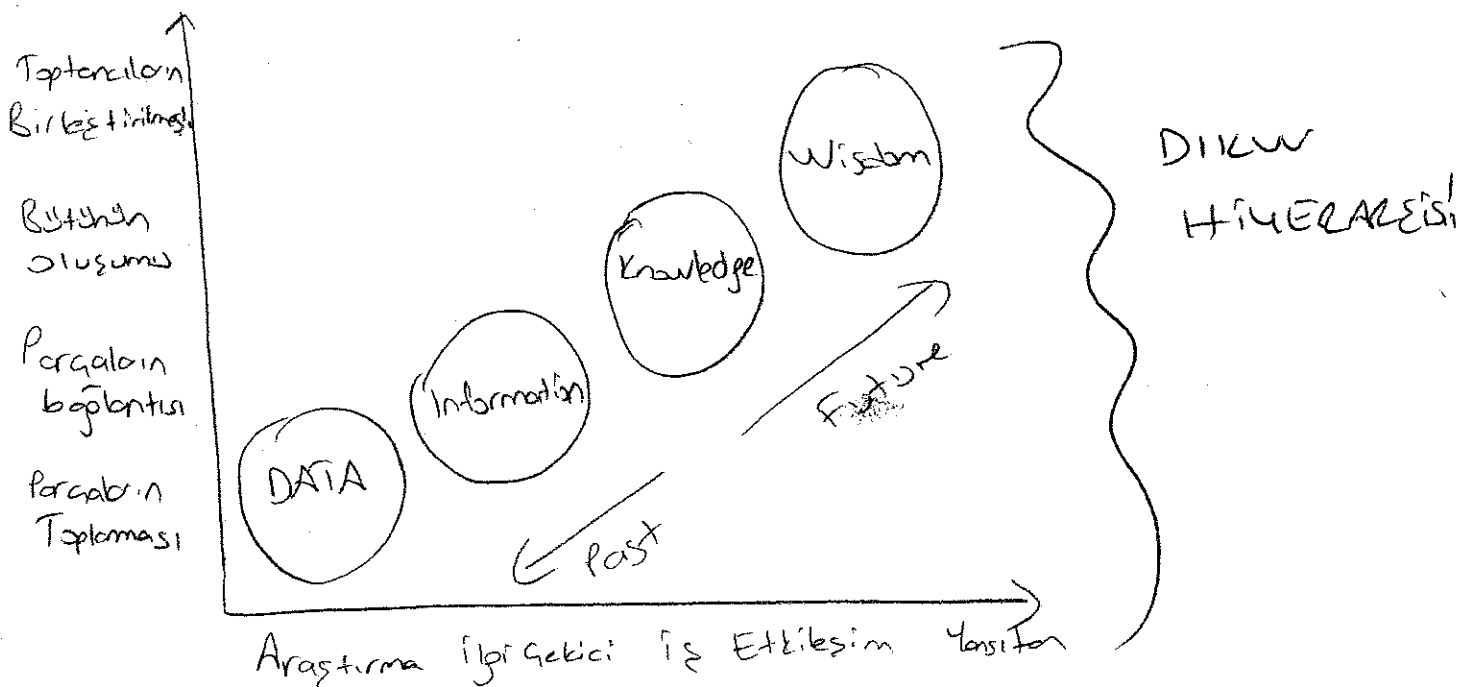 Toptancıların
Birleştirilmesi
Bütünün
oluşumu
Parçaların
bağlantısı
Parçaların
Toplaması
DATA
Information
Knowledge
Wisdom
Past
Future
Araştırma İlgi Çekici İş Etkileşim Yansıtan
DIKW
HİYERARŞİSİ